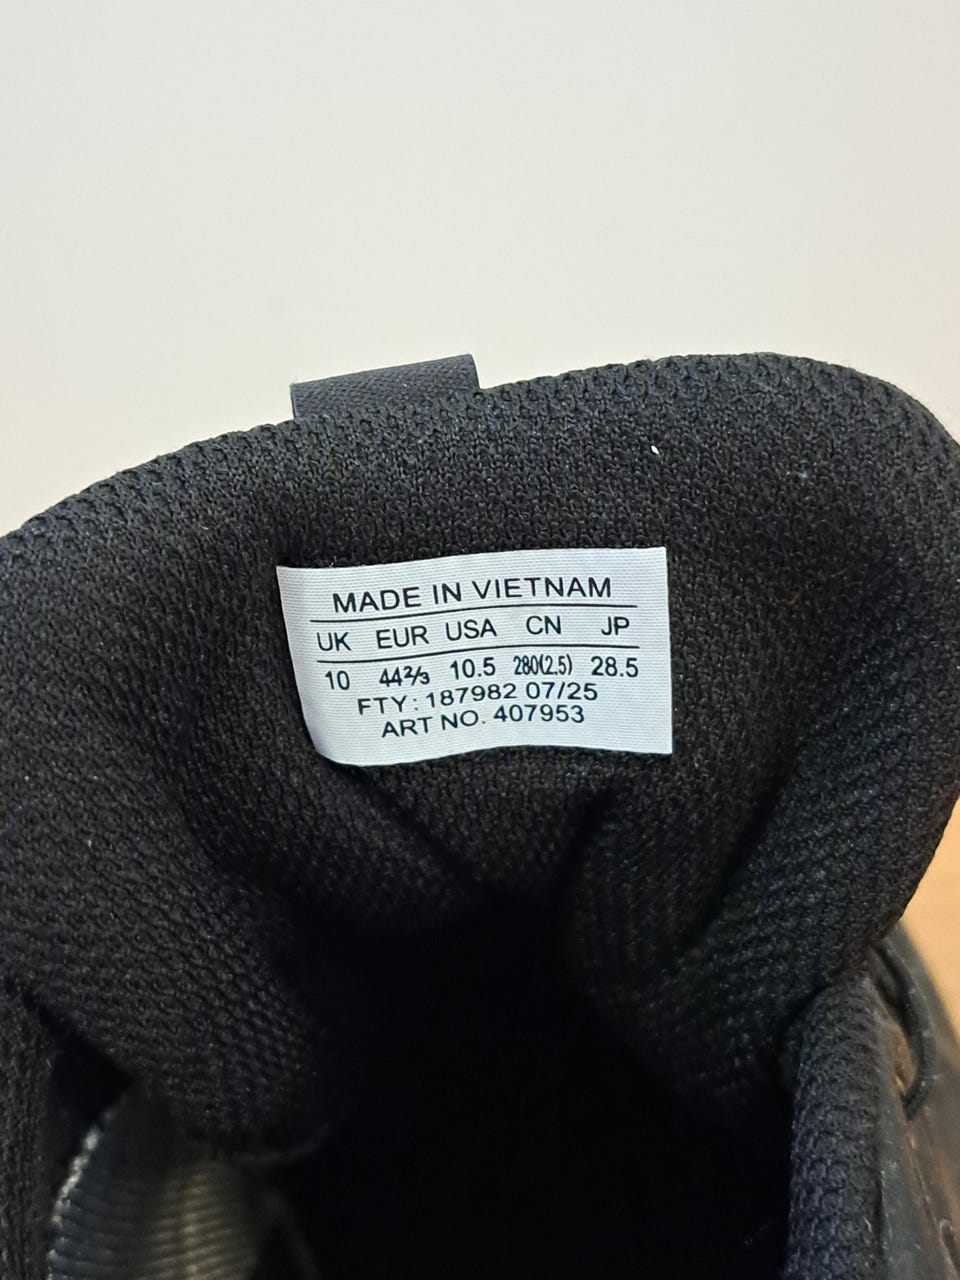 MADE IN VIETNAM
UK EUR USA CN JP
10 44⅔ 10.5 280(2.5) 28.5
FTY: 187982 07/25
ART NO. 407953